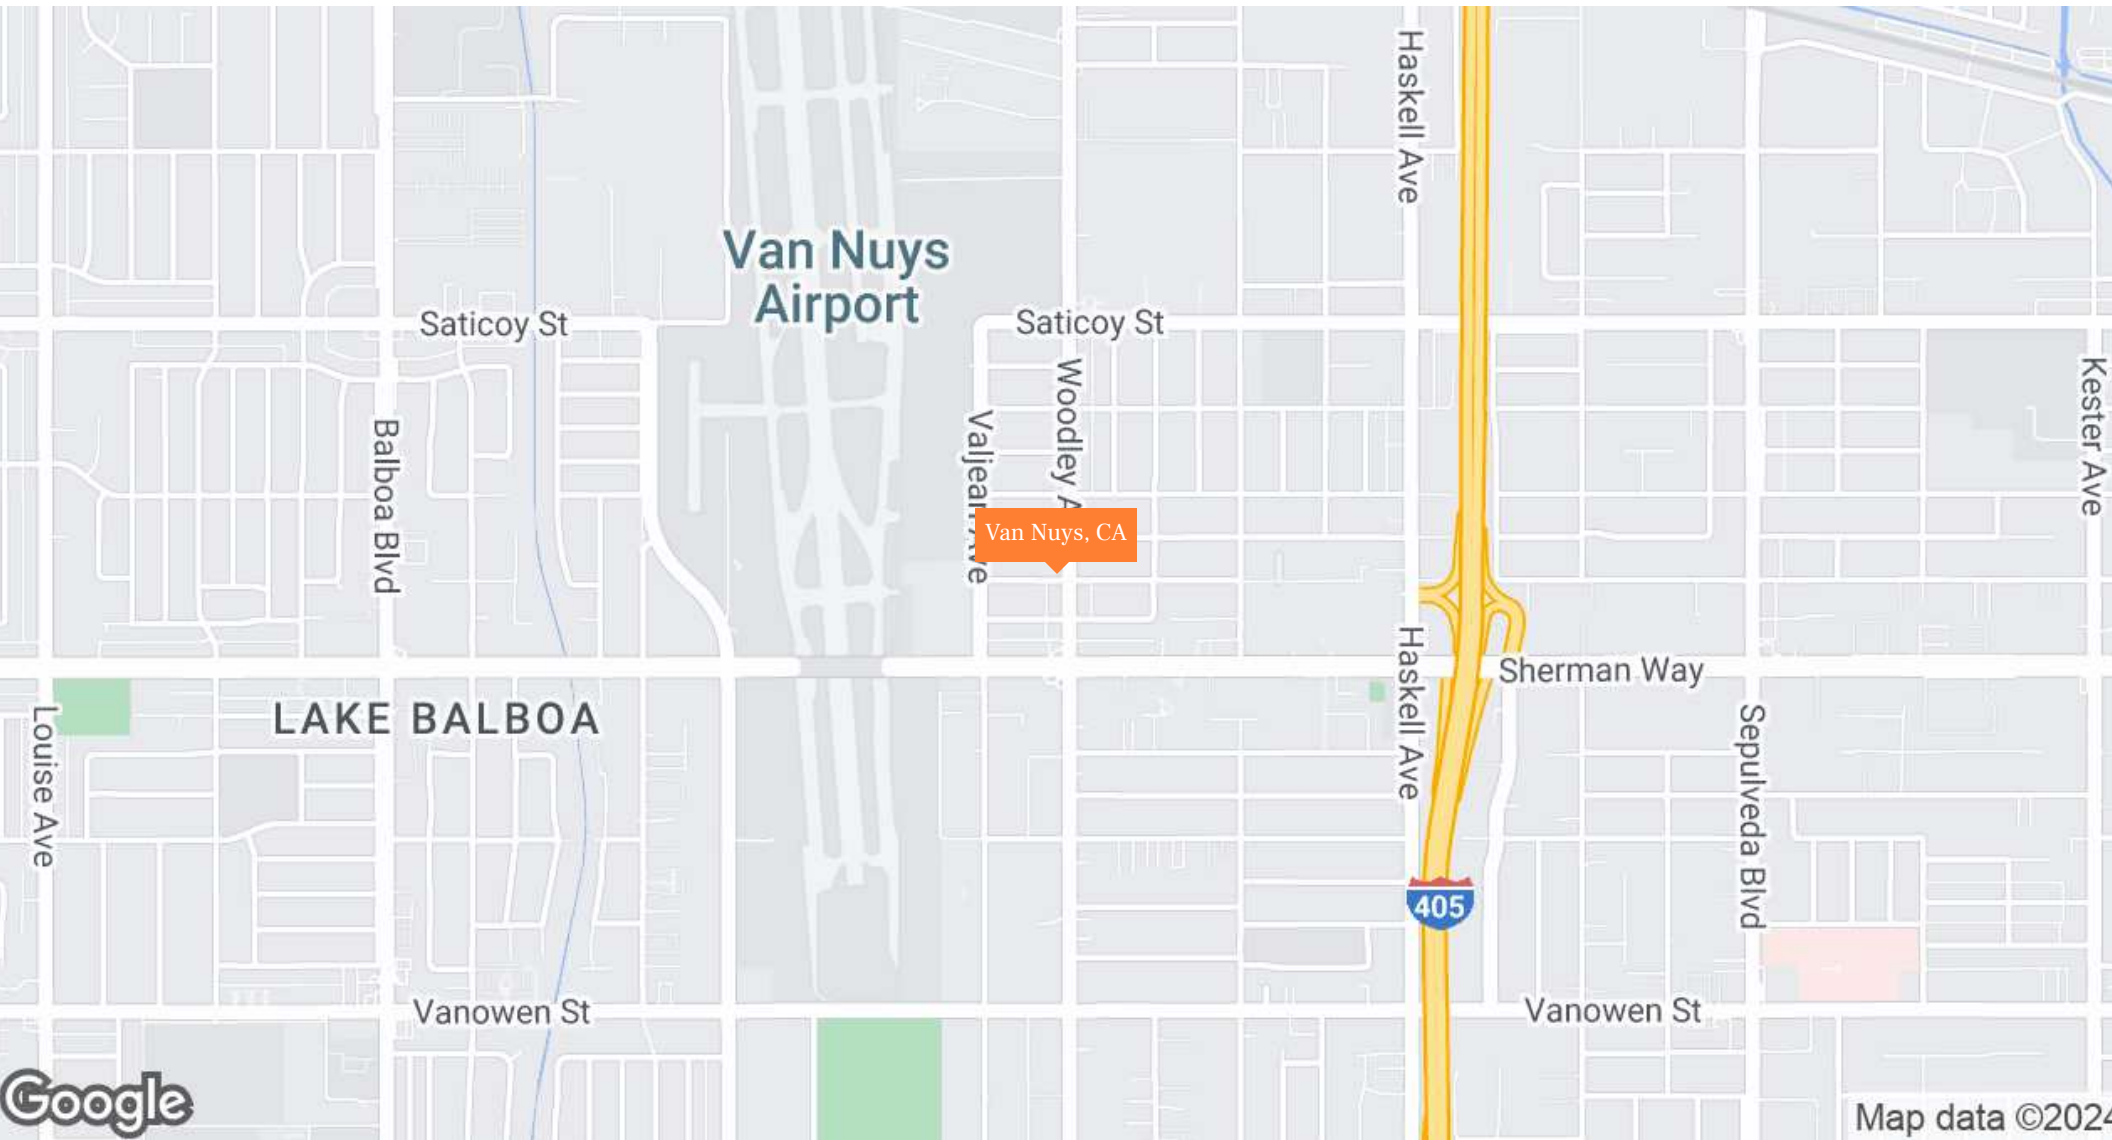 Haskell Ave
Van Nuys
Airport
Saticoy St
Saticoy St
Woodley A
Kester Ave
Balboa Blvd
Valjean Ave
Van Nuys, CA
Haskell Ave
Sherman Way
LAKE BALBOA
Louise Ave
Sepulveda Blvd
405
Vanowen St
Vanowen St
Google
Map data ©2024